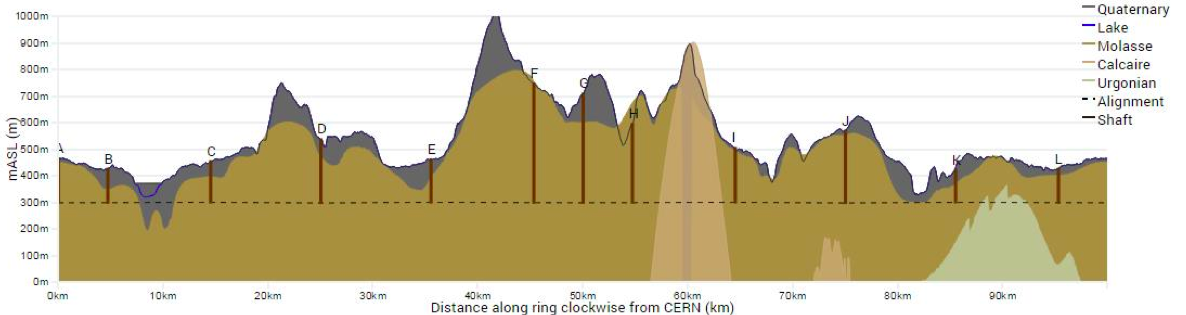 1000m
900m
800m
700m
600m
500m
400m
300m
200m
100m
0m
mASL (m)
A
B
C
D
E
F
G
H
I
J
K
L
0km 10km 20km 30km 40km 50km 60km 70km 80km 90km
Distance along ring clockwise from CERN (km)
Quaternary
Lake
Molasse
Calcaire
Urgonian
Alignment
Shaft